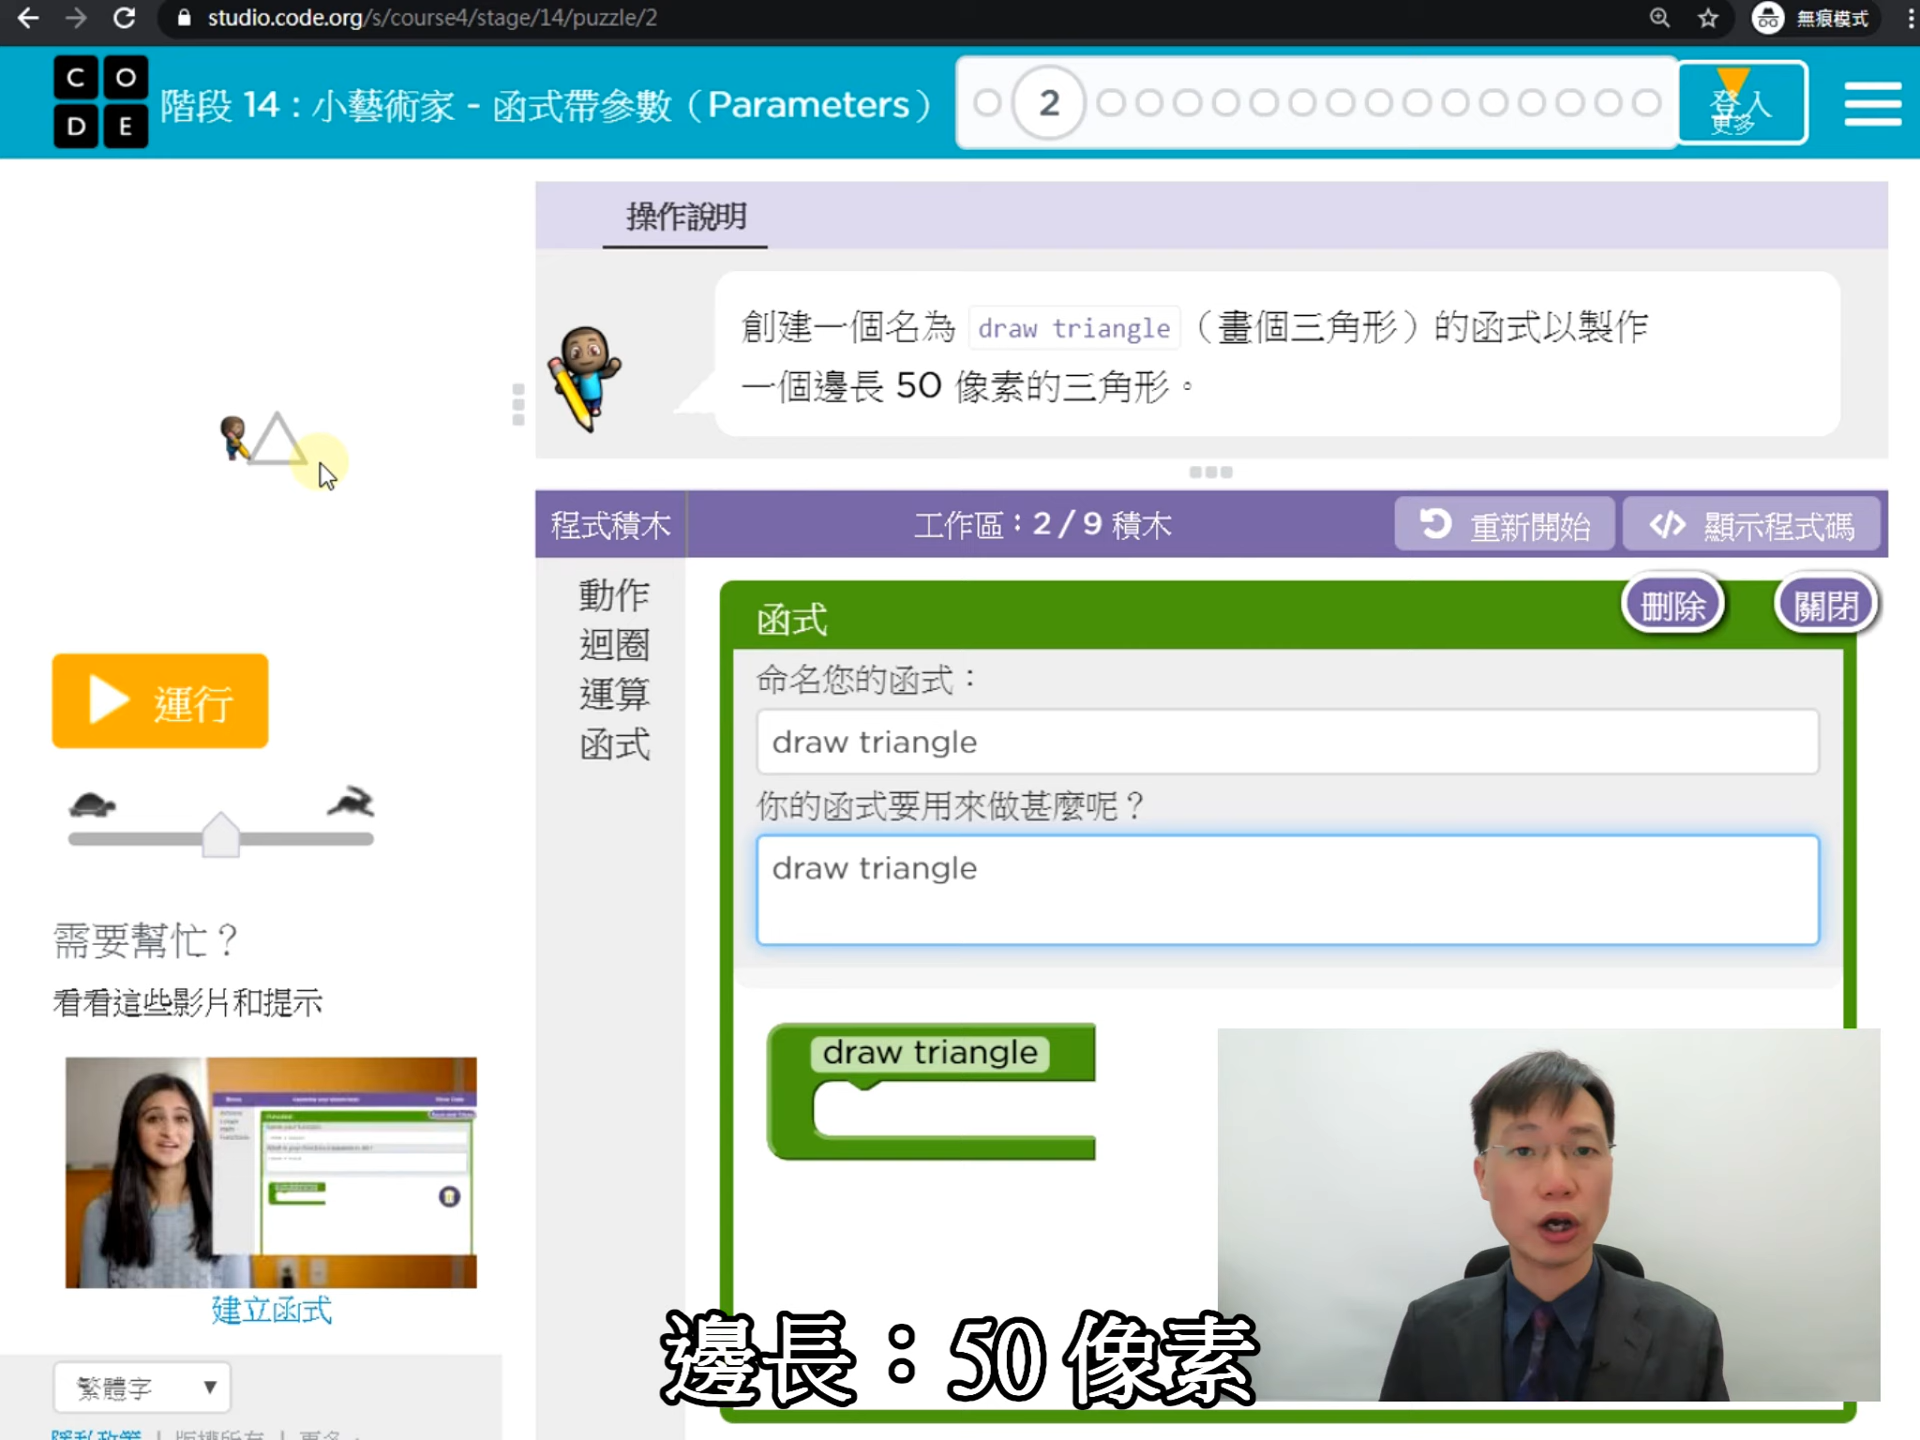 studio.code.org/s/course4/stage/14/puzzle/2
無痕模式
C O
D E
階段 14：小藝術家 - 函式帶參數（Parameters）
2
登入
更多
操作說明
創建一個名為 draw triangle （畫個三角形）的函式以製作
一個邊長 50 像素的三角形。
程式積木
工作區：2 / 9 積木
重新開始
顯示程式碼
動作
迴圈
運算
函式
函式
刪除
關閉
命名您的函式：
draw triangle
你的函式要用來做甚麼呢？
draw triangle
draw triangle
運行
需要幫忙？
看看這些影片和提示
建立函式
邊長：50 像素
繁體字